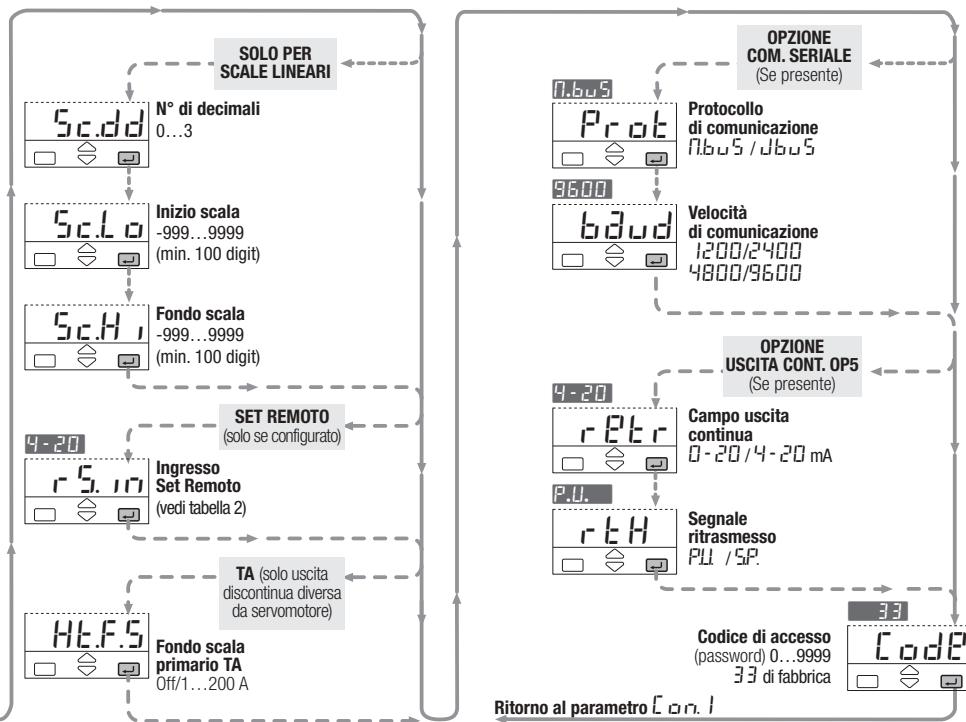 SOLO PER
SCALE LINEARI
Sc.dd
N° di decimali
0…3
Sc.Lo
Inizio scala
-999…9999
(min. 100 digit)
Sc.Hi
Fondo scala
-999…9999
(min. 100 digit)
SET REMOTO
(solo se configurato)
4-20
rS.in
Ingresso
Set Remoto
(vedi tabella 2)
TA (solo uscita
discontinua diversa
da servomotore)
Ht.F.S
Fondo scala
primario TA
Off/1…200 A
OPZIONE
COM. SERIALE
(Se presente)
M.buS
Prot
Protocollo
di comunicazione
M.buS / JbuS
9600
baud
Velocità
di comunicazione
1200/2400
4800/9600
OPZIONE
USCITA CONT. OP5
(Se presente)
4-20
rEtr
Campo uscita
continua
0-20 / 4-20 mA
P.U.
rtH
Segnale
ritrasmesso
P.U. / S.P.
33
CodE
Codice di accesso
(password) 0…9999
33 di fabbrica
Ritorno al parametro Con.1